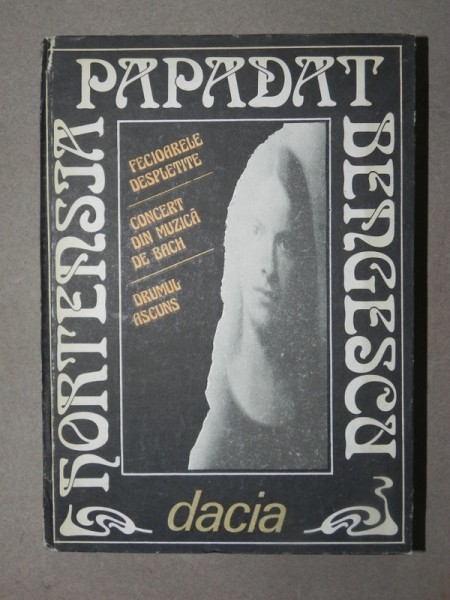 HORTENSIA
PAPADAT
BENGESCU
FECIOARELE
DESPLETITE
CONCERT
DIN MUZICĂ
DE BACH
DRUMUL
ASCUNS
dacia